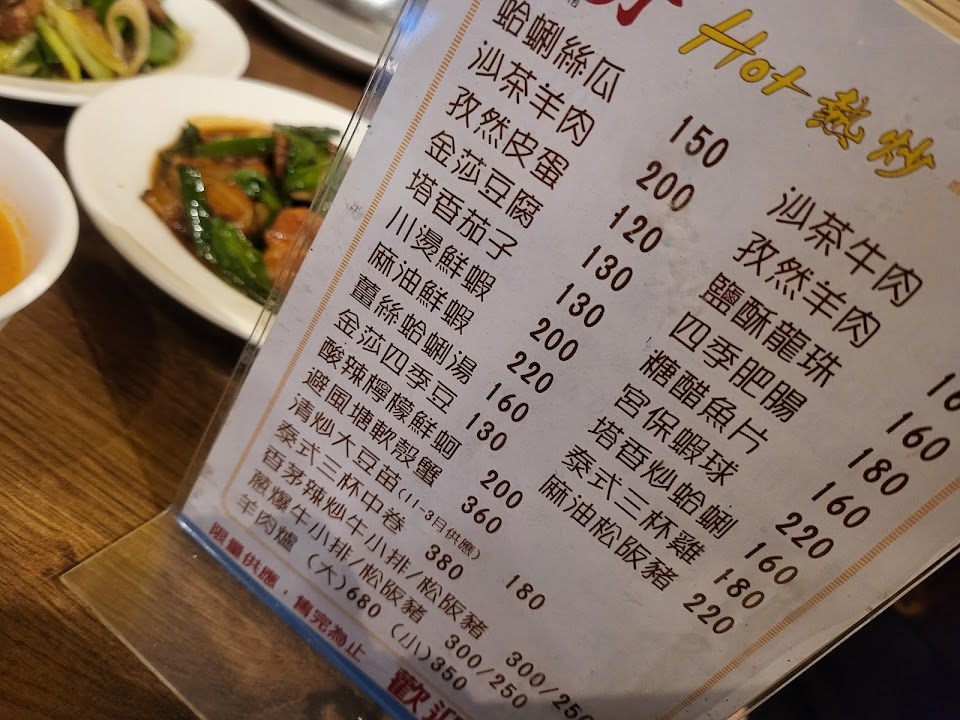 Hot 熱炒
蛤蜊絲瓜 150
沙茶羊肉 200
孜然皮蛋 120
金莎豆腐 130
塔香茄子 130
川燙鮮蝦 200
麻油鮮蝦 220
薑絲蛤蜊湯 160
金莎四季豆 130
酸辣檸檬鮮蚵 200
避風塘軟殼蟹 360
清炒大豆苗(11-3月供應) 180
泰式三杯中卷 380
香茅辣炒牛小排/松阪豬 300/250
蔥爆牛小排/松阪豬 300/250
羊肉爐 (大)680 (小)350
沙茶牛肉
孜然羊肉
鹽酥龍珠 160
四季肥腸 180
糖醋魚片 160
宮保蝦球 220
塔香炒蛤蜊 160
泰式三杯雞 180
麻油松阪豬 220
限量供應，售完為止 歡迎